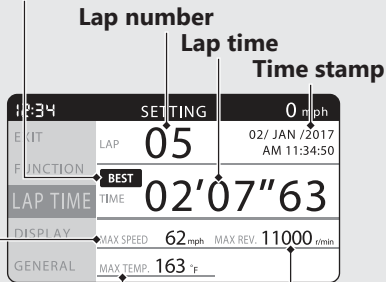 Lap number
Lap time
Time stamp
12:34 SETTING 0 mph
EXIT LAP 05 02/ JAN /2017
AM 11:34:50
FUNCTION
BEST
LAP TIME TIME 02'07"63
DISPLAY MAX SPEED 62 mph MAX REV. 11000 r/min
GENERAL MAX TEMP. 163 °F